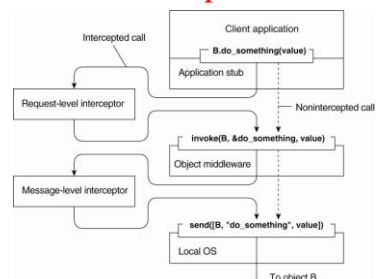 Client application
Intercepted call
B.do_something(value)
Application stub
Request-level interceptor
Nonintercepted call
invoke(B, &do_something, value)
Object middleware
Message-level interceptor
send([B, "do_something", value])
Local OS
To object B